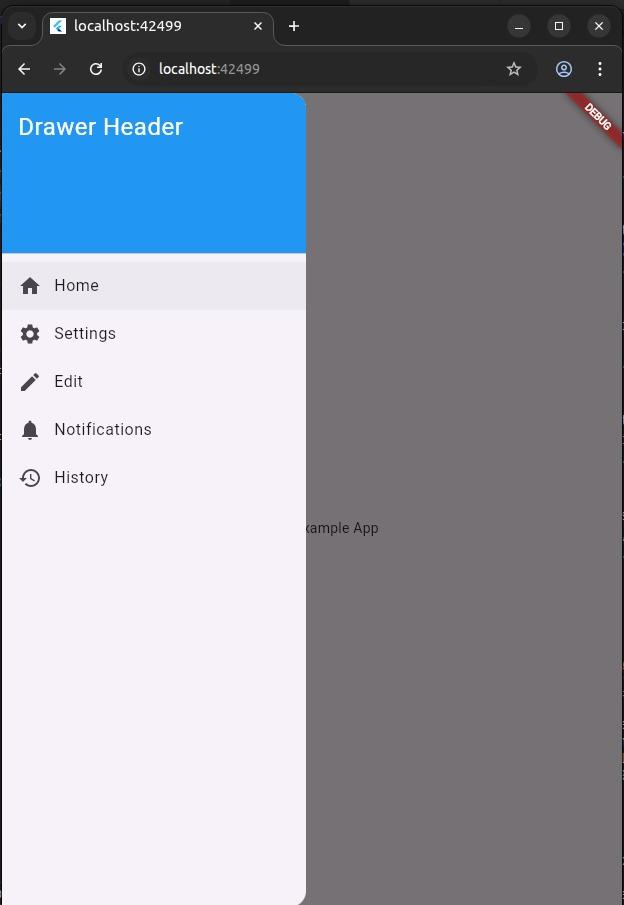 localhost:42499
localhost:42499
DEBUG
Drawer Header
Home
Settings
Edit
Notifications
History
xample App